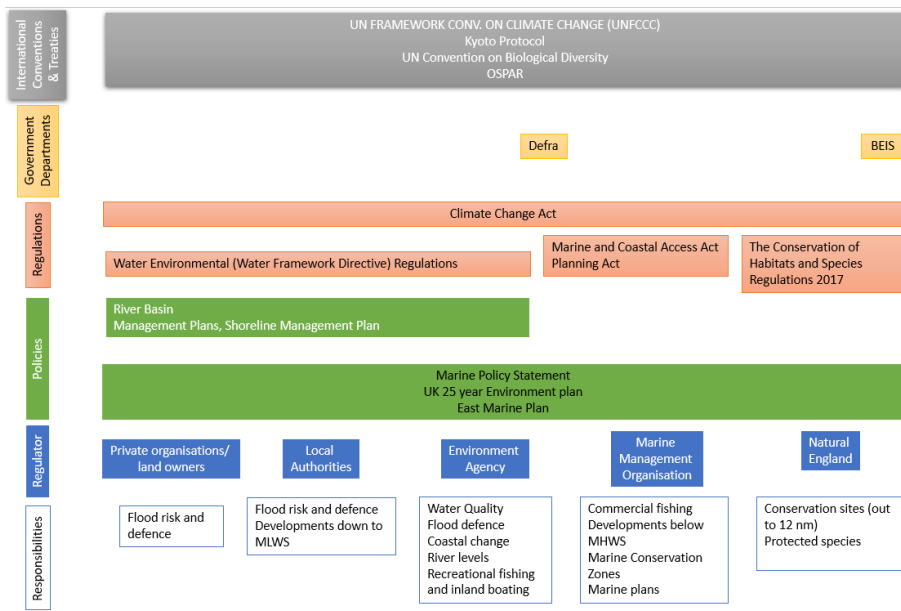 International
Conventions
& Treaties
UN FRAMEWORK CONV. ON CLIMATE CHANGE (UNFCCC)
Kyoto Protocol
UN Convention on Biological Diversity
OSPAR
Government
Departments
Defra
BEIS
Regulations
Climate Change Act
Water Environmental (Water Framework Directive) Regulations
Marine and Coastal Access Act
Planning Act
The Conservation of
Habitats and Species
Regulations 2017
Policies
River Basin
Management Plans, Shoreline Management Plan
Marine Policy Statement
UK 25 year Environment plan
East Marine Plan
Regulator
Private organisations/
land owners
Local
Authorities
Environment
Agency
Marine
Management
Organisation
Natural
England
Responsibilities
Flood risk and
defence
Flood risk and defence
Developments down to
MLWS
Water Quality
Flood defence
Coastal change
River levels
Recreational fishing
and inland boating
Commercial fishing
Developments below
MHWS
Marine Conservation
Zones
Marine plans
Conservation sites (out
to 12 nm)
Protected species